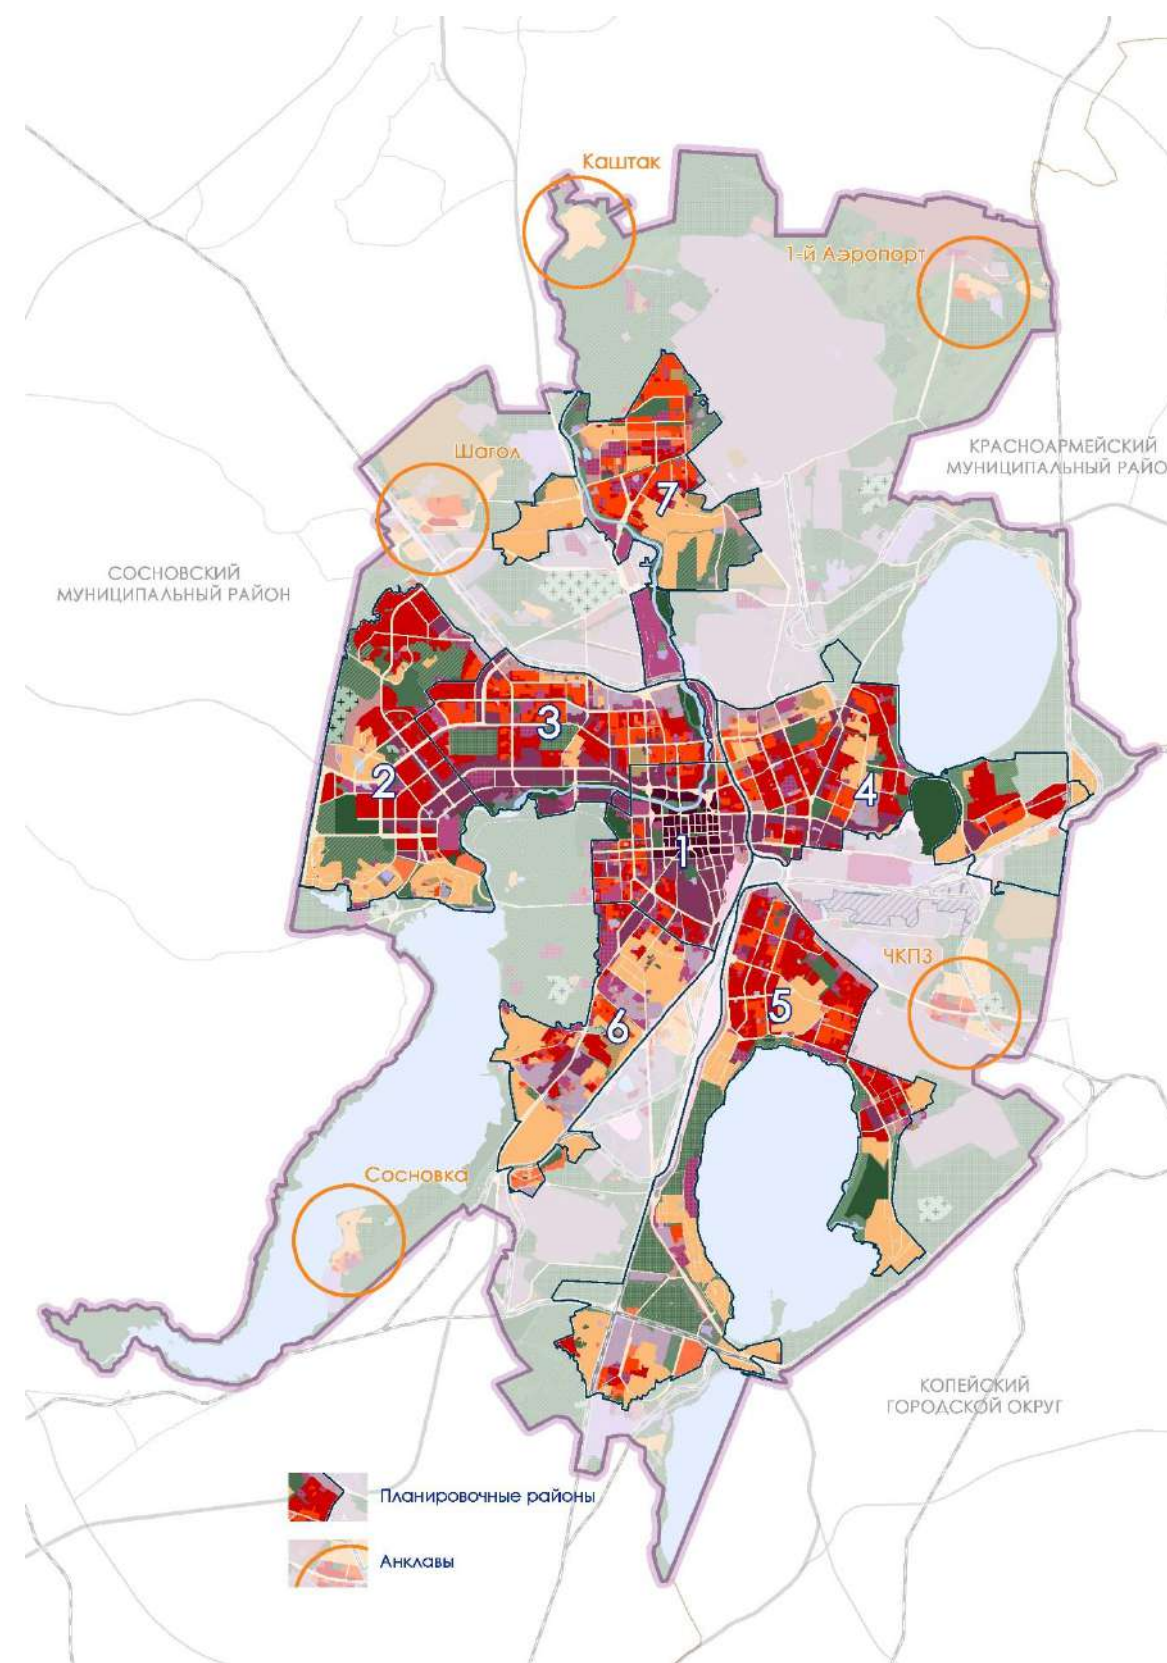 Каштак
1-й Аэропорт
КРАСНОАРМЕЙСКИЙ
МУНИЦИПАЛЬНЫЙ РАЙО
Шагол
7
СОСНОВСКИЙ
МУНИЦИПАЛЬНЫЙ РАЙОН
3
2
4
1
ЧКПЗ
5
6
Сосновка
КОПЕЙСКИЙ
ГОРОДСКОЙ ОКРУГ
Планировочные районы
Анклавы